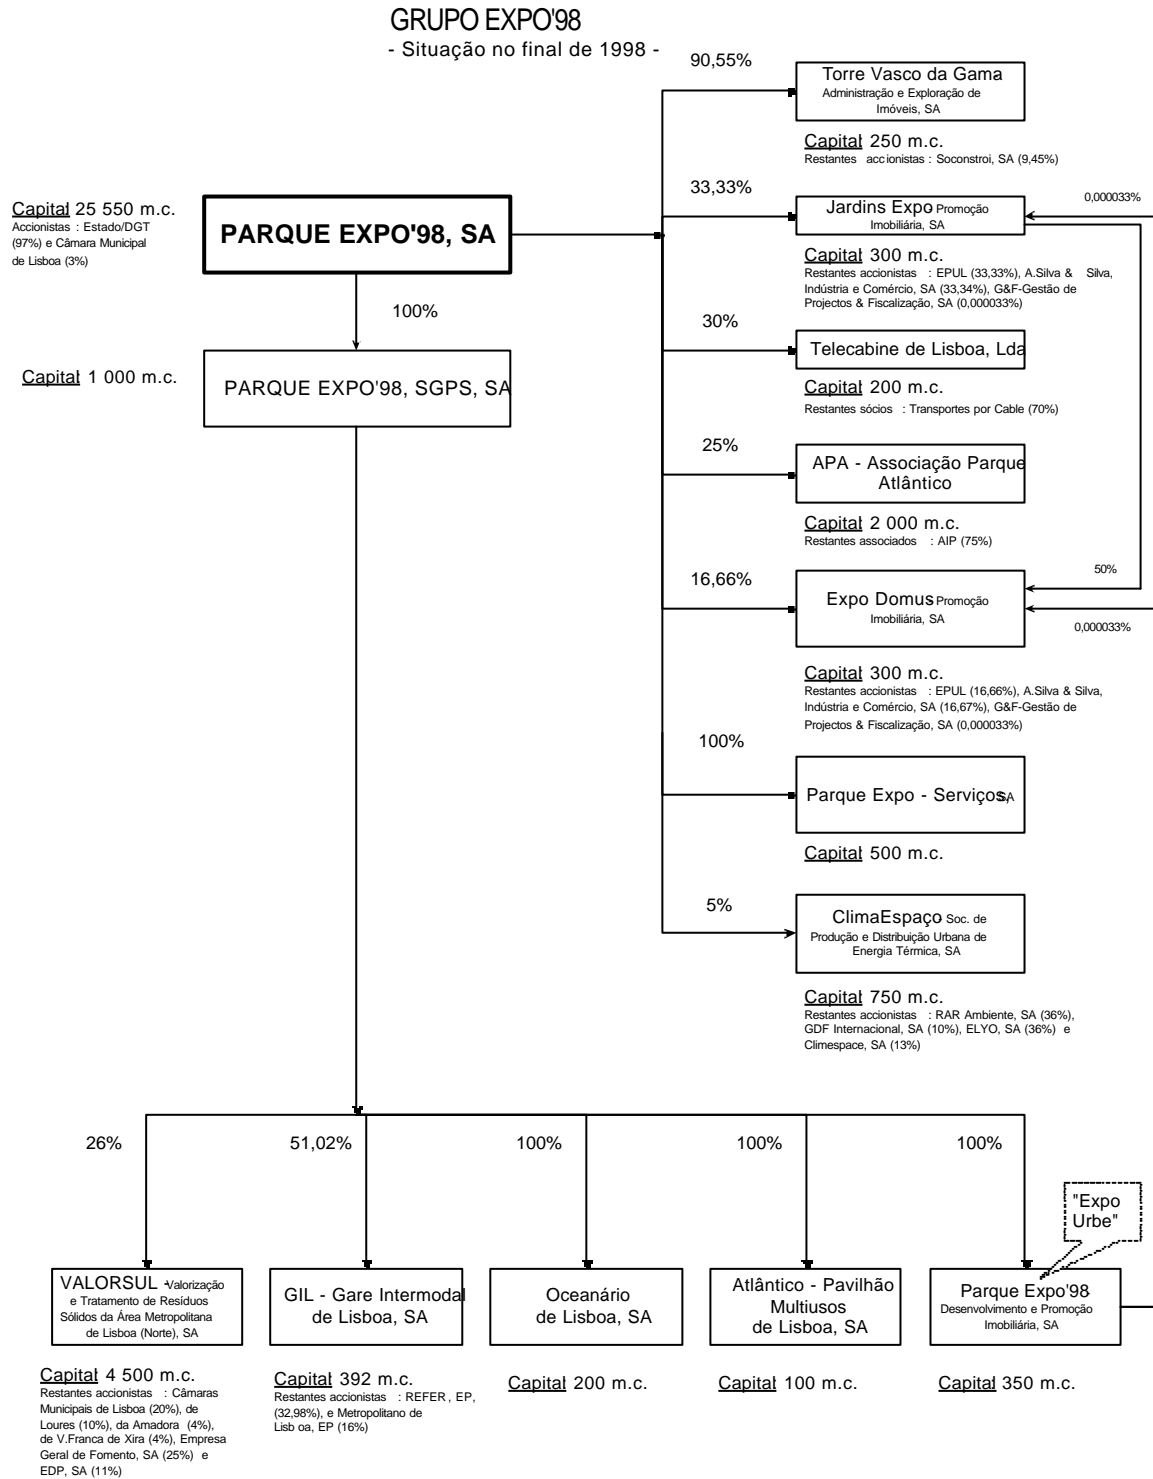 GRUPO EXPO'98
- Situação no final de 1998 -
90,55%
Torre Vasco da Gama
Administração e Exploração de
Imóveis, SA
Capital: 250 m.c.
Restantes accionistas : Soconstroi, SA (9,45%)
Capital: 25 550 m.c.
Accionistas : Estado/DGT
(97%) e Câmara Municipal
de Lisboa (3%)
PARQUE EXPO'98, SA
33,33%
Jardins Expo - Promoção
Imobiliária, SA
0,000033%
Capital: 300 m.c.
Restantes accionistas : EPUL (33,33%), A.Silva & Silva,
Indústria e Comércio, SA (33,34%), G&F-Gestão de
Projectos & Fiscalização, SA (0,000033%)
100%
Capital: 1 000 m.c.
PARQUE EXPO'98, SGPS, SA
30%
Telecabine de Lisboa, Lda
Capital: 200 m.c.
Restantes sócios : Transportes por Cable (70%)
25%
APA - Associação Parque
Atlântico
Capital: 2 000 m.c.
Restantes associados : AIP (75%)
16,66%
Expo Domus - Promoção
Imobiliária, SA
50%
0,000033%
Capital: 300 m.c.
Restantes accionistas : EPUL (16,66%), A.Silva & Silva,
Indústria e Comércio, SA (16,67%), G&F-Gestão de
Projectos & Fiscalização, SA (0,000033%)
100%
Parque Expo - Serviços, SA
Capital: 500 m.c.
5%
ClimaEspaço - Soc. de
Produção e Distribuição Urbana de
Energia Térmica, SA
Capital: 750 m.c.
Restantes accionistas : RAR Ambiente, SA (36%),
GDF Internacional, SA (10%), ELYO, SA (36%) e
Climespace, SA (13%)
26%
51,02%
100%
100%
100%
"Expo
Urbe"
VALORSUL - Valorização
e Tratamento de Resíduos
Sólidos da Área Metropolitana
de Lisboa (Norte), SA
Capital: 4 500 m.c.
Restantes accionistas : Câmaras
Municipais de Lisboa (20%), de
Loures (10%), da Amadora (4%),
de V.Franca de Xira (4%), Empresa
Geral de Fomento, SA (25%) e
EDP, SA (11%)
GIL - Gare Intermodal
de Lisboa, SA
Capital: 392 m.c.
Restantes accionistas : REFER, EP,
(32,98%), e Metropolitano de
Lisboa, EP (16%)
Oceanário
de Lisboa, SA
Capital: 200 m.c.
Atlântico - Pavilhão
Multiusos
de Lisboa, SA
Capital: 100 m.c.
Parque Expo'98
Desenvolvimento e Promoção
Imobiliária, SA
Capital: 350 m.c.